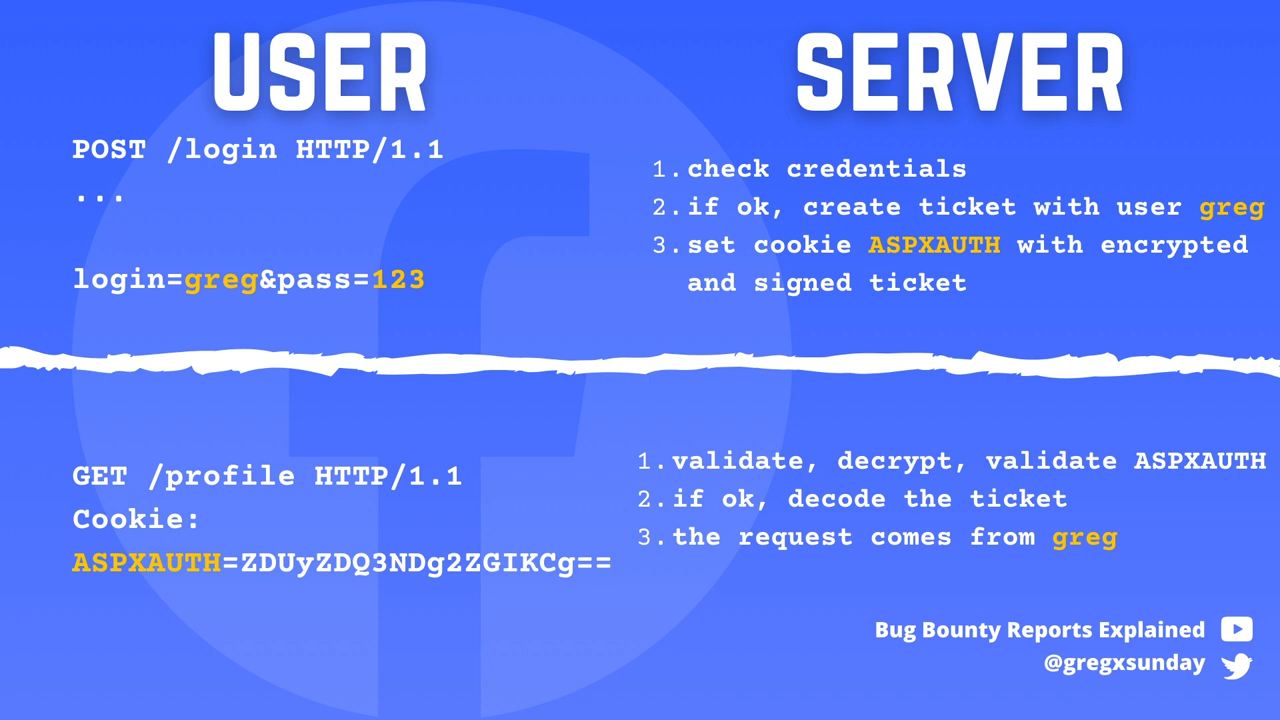 USER
SERVER
POST /login HTTP/1.1
...
login=greg&pass=123
1.check credentials
2.if ok, create ticket with user greg
3.set cookie ASPXAUTH with encrypted
and signed ticket
GET /profile HTTP/1.1
Cookie:
ASPXAUTH=ZDUyZDQ3NDg2ZGIKCg==
1.validate, decrypt, validate ASPXAUTH
2.if ok, decode the ticket
3.the request comes from greg
Bug Bounty Reports Explained
@gregxsunday